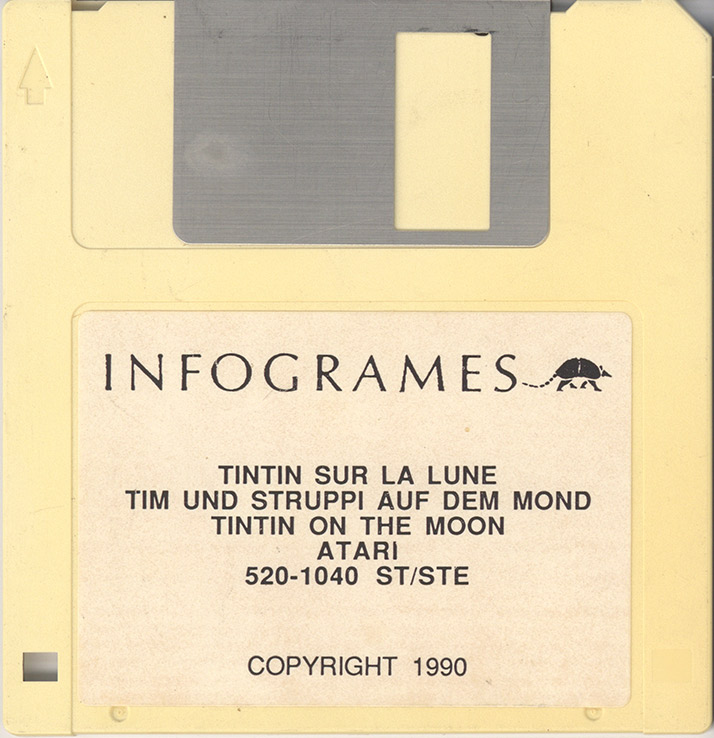 INFOGRAMES
TINTIN SUR LA LUNE
TIM UND STRUPPI AUF DEM MOND
TINTIN ON THE MOON
ATARI
520-1040 ST/STE
COPYRIGHT 1990